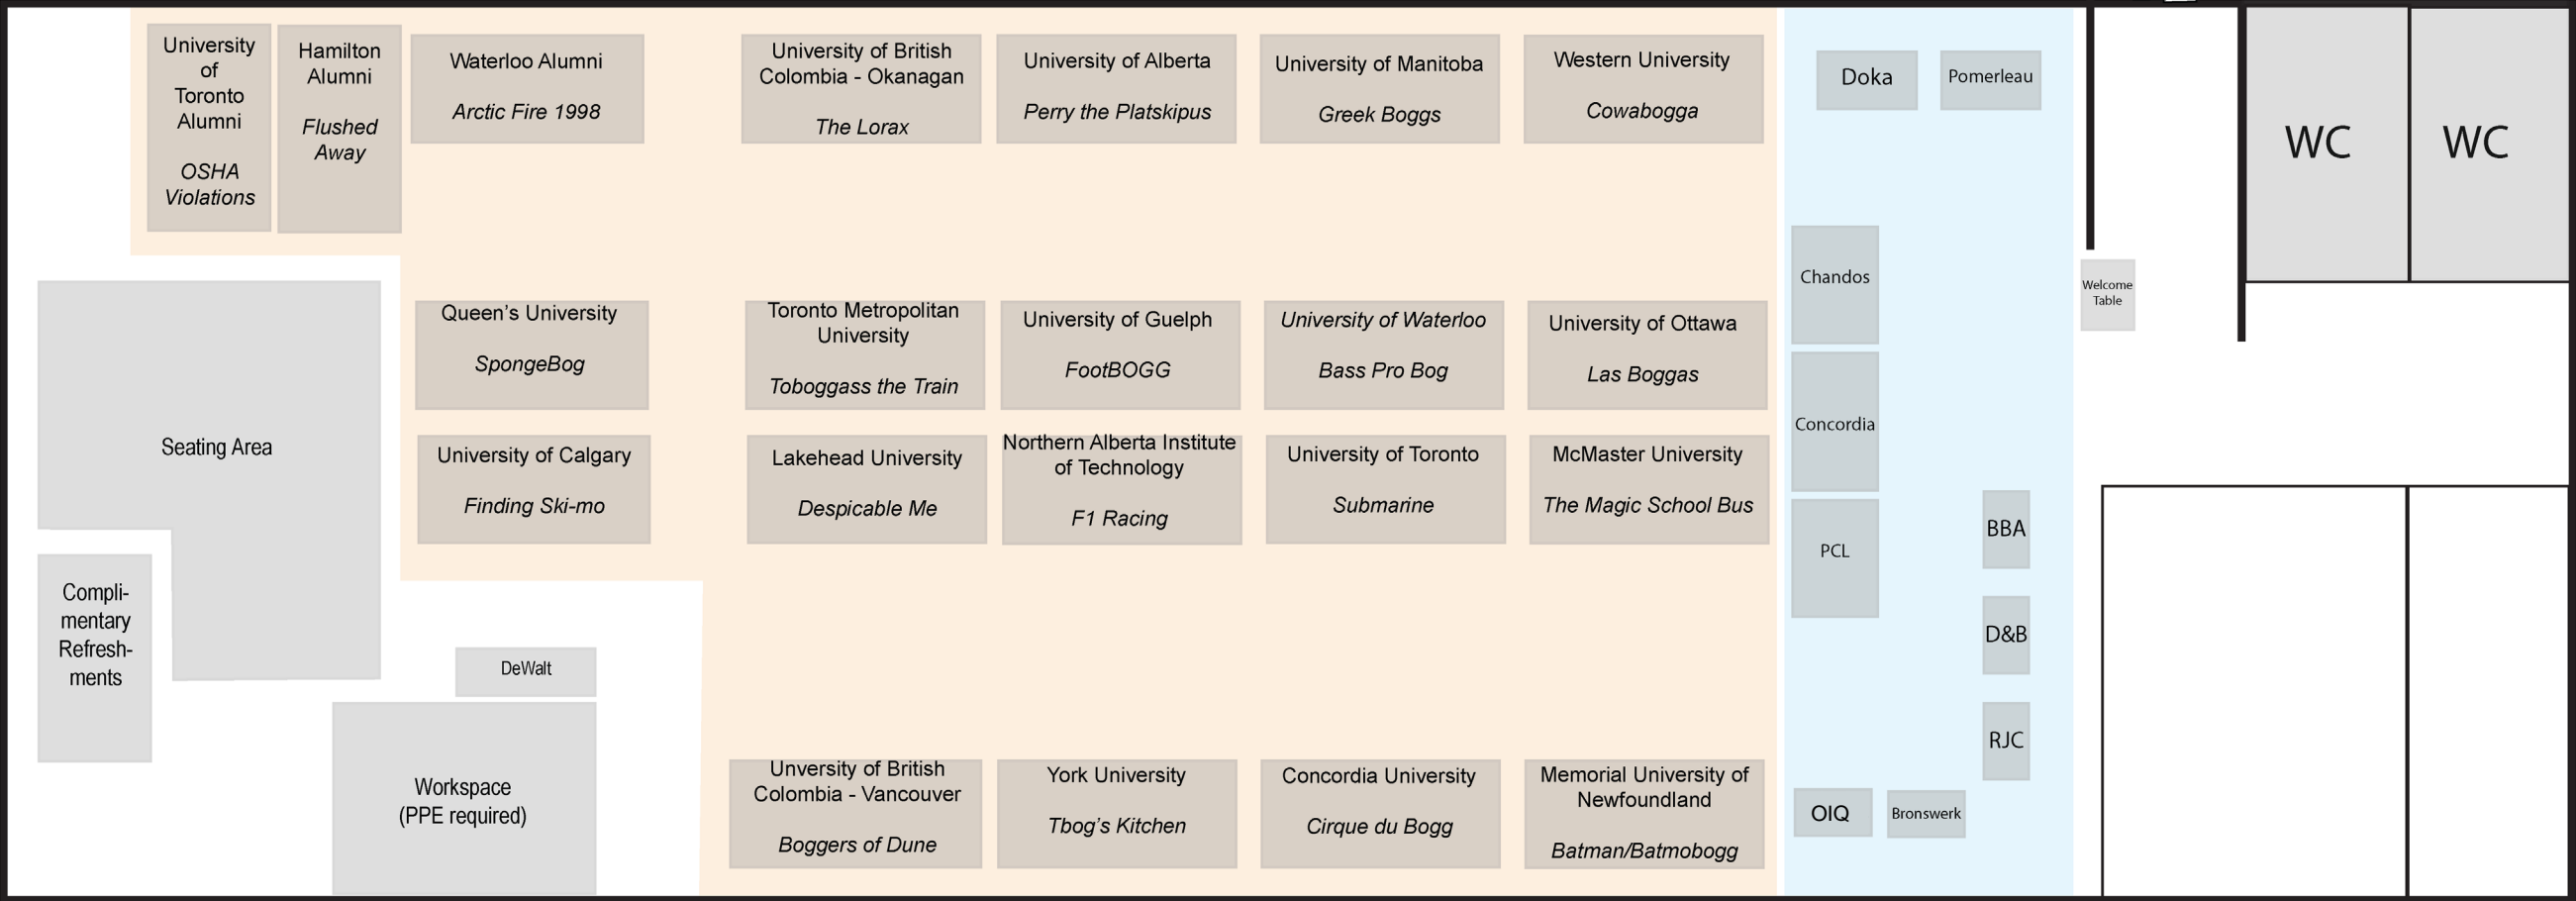 University
of
Toronto
Alumni
OSHA
Violations
Hamilton
Alumni
Flushed
Away
Waterloo Alumni
Arctic Fire 1998
University of British
Colombia - Okanagan
The Lorax
University of Alberta
Perry the Platskipus
University of Manitoba
Greek Boggs
Western University
Cowabogga
Doka
Pomerleau
WC
WC
Queen's University
SpongeBog
Toronto Metropolitan
University
Toboggass the Train
University of Guelph
FootBOGG
University of Waterloo
Bass Pro Bog
University of Ottawa
Las Boggas
Chandos
Welcome
Table
Seating Area
University of Calgary
Finding Ski-mo
Lakehead University
Despicable Me
Northern Alberta Institute
of Technology
F1 Racing
University of Toronto
Submarine
McMaster University
The Magic School Bus
Concordia
PCL
BBA
D&B
RJC
Compli-
mentary
Refresh-
ments
DeWalt
Workspace
(PPE required)
Unversity of British
Colombia - Vancouver
Boggers of Dune
York University
Tbog's Kitchen
Concordia University
Cirque du Bogg
Memorial University of
Newfoundland
Batman/Batmobogg
OIQ
Bronswerk